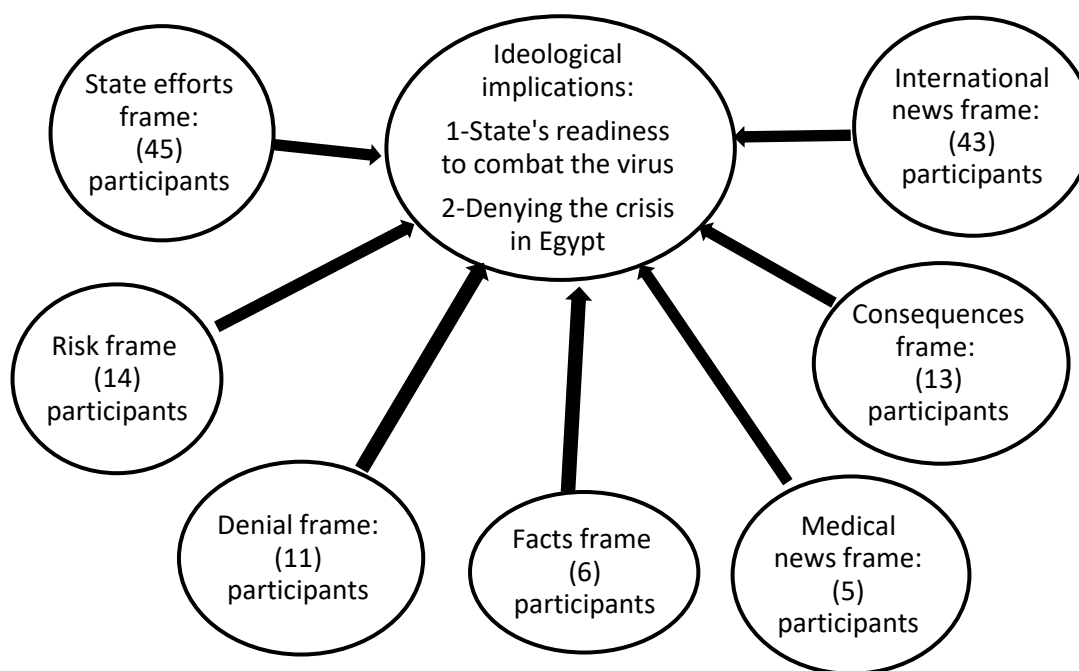 State efforts
frame:
(45)
participants
Ideological
implications:
1-State's readiness
to combat the virus
2-Denying the crisis
in Egypt
International
news frame:
(43)
participants
Risk frame
(14)
participants
Consequences
frame:
(13)
participants
Denial frame:
(11)
participants
Facts frame
(6)
participants
Medical
news frame:
(5)
participants